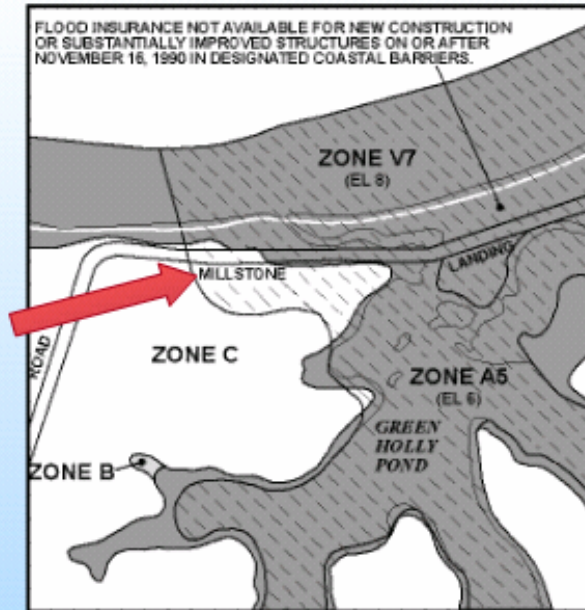 FLOOD INSURANCE NOT AVAILABLE FOR NEW CONSTRUCTION
OR SUBSTANTIALLY IMPROVED STRUCTURES ON OR AFTER
NOVEMBER 16, 1990 IN DESIGNATED COASTAL BARRIERS.
ZONE V7
(EL 8)
LANDING
MILLSTONE
ROAD
ZONE C
ZONE A5
(EL 6)
GREEN
HOLLY
POND
ZONE B